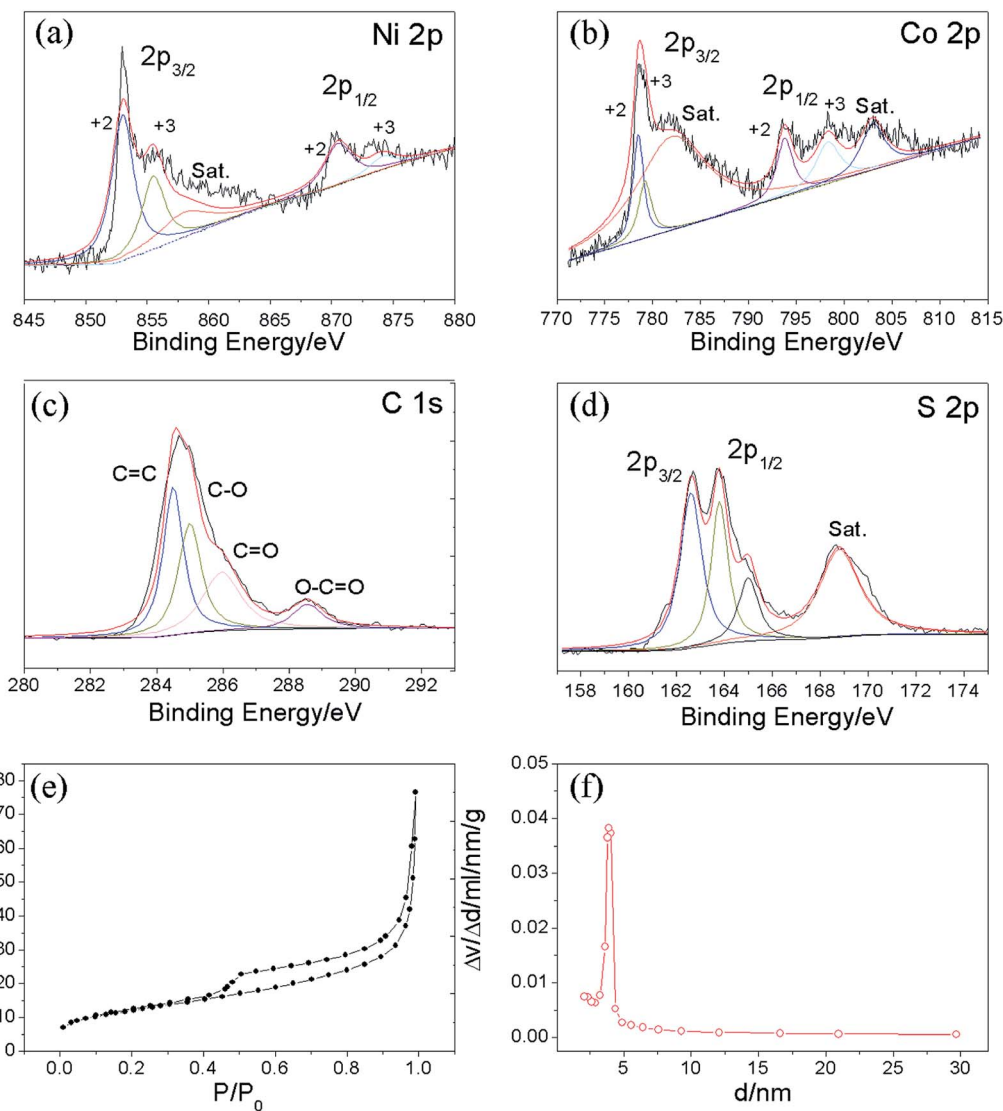 (a) Ni 2p
2p3/2
+2 +3 Sat.
2p1/2
+2 +3
845 850 855 860 865 870 875 880
Binding Energy/eV
(b) Co 2p
2p3/2
+2 +3 Sat.
2p1/2 Sat.
+2 +3
770 775 780 785 790 795 800 805 810 815
Binding Energy/eV
(c) C 1s
C=C
C-O
C=O
O-C=O
280 282 284 286 288 290 292
Binding Energy/eV
(d) S 2p
2p3/2 2p1/2
Sat.
158 160 162 164 166 168 170 172 174
Binding Energy/eV
(e)
80
70
50
40
30
20
10
0
0.0 0.2 0.4 0.6 0.8 1.0
P/P0
(f)
Δv/Δd/ml/nm/g
0.05
0.04
0.03
0.02
0.01
0.00
5 10 15 20 25 30
d/nm